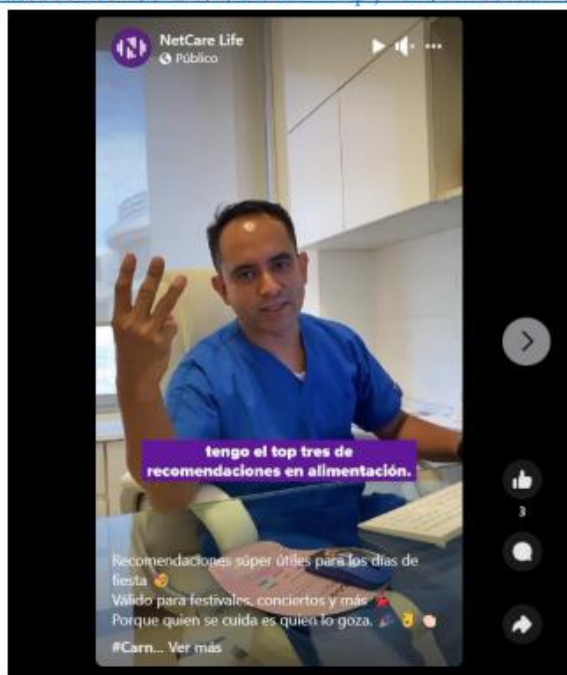 NetCare Life
Público
tengo el top tres de
recomendaciones en alimentación.
Recomendaciones súper útiles para los días de
fiesta
Válido para festivales, conciertos y más
Porque quien se cuida es quien lo goza.
#Carn... Ver más
3